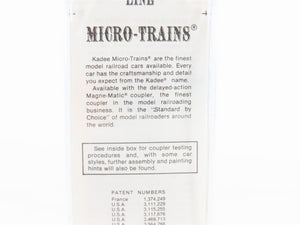 LINE
MICRO-TRAINS®
Kadee Micro-Trains® are the finest
model railroad cars available. Every
car has the craftsmanship and detail
you expect from the Kadee® name.
Available with the delayed-action
Magne-Matic® coupler, the finest
coupler in the model railroading
business. It is the "Standard by
Choice" of model railroaders around
the world.
See inside box for coupler testing
procedures and, with some car
styles, further assembly and painting
hints will also be found.
PATENT NUMBERS
France 1,374,249
U.S.A. 3,111,229
U.S.A. 3,115,255
U.S.A. 3,117,676
U.S.A. 3,469,713